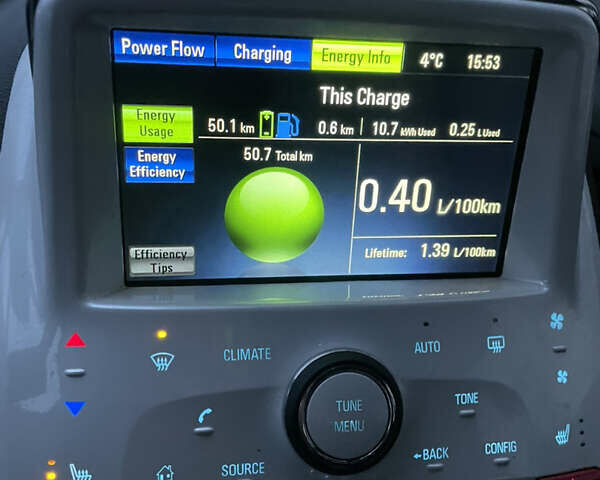 Power Flow Charging Energy Info 4°C 15:53
This Charge
Energy
Usage
50.1 km 0.6 km 10.7 kWh Used 0.25 L Used
50.7 Total km
Energy
Efficiency
0.40 L/100km
Lifetime: 1.39 L/100km
Efficiency
Tips
CLIMATE
AUTO
TUNE
MENU
TONE
BACK
CONFIG
SOURCE